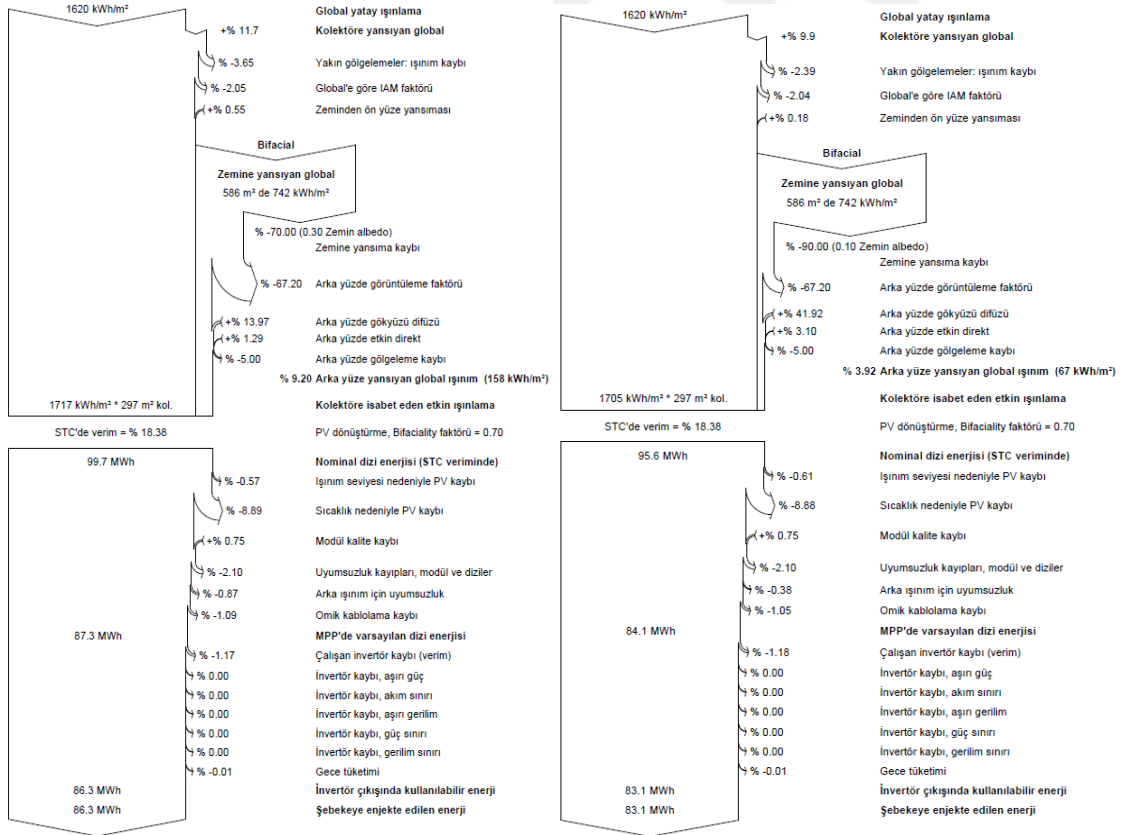 1620 kWh/m²
Global yatay ışınlama
+% 11.7 Kolektöre yansıyan global
% -3.65 Yakın gölgelemeler: ışınım kaybı
% -2.05 Global'e göre IAM faktörü
+% 0.55 Zeminden ön yüze yansıması
Bifacial
Zemine yansıyan global
586 m² de 742 kWh/m²
% -70.00 (0.30 Zemin albedo)
Zemine yansıma kaybı
% -67.20 Arka yüzde görüntüleme faktörü
+% 13.97 Arka yüzde gökyüzü difüzü
+% 1.29 Arka yüzde etkin direkt
% -5.00 Arka yüzde gölgeleme kaybı
% 9.20 Arka yüze yansıyan global ışınım (158 kWh/m²)
1717 kWh/m² * 297 m² kol. Kolektöre isabet eden etkin ışınlama
STC'de verim = % 18.38 PV dönüştürme, Bifaciality faktörü = 0.70
99.7 MWh Nominal dizi enerjisi (STC veriminde)
% -0.57 Işınım seviyesi nedeniyle PV kaybı
% -8.89 Sıcaklık nedeniyle PV kaybı
+% 0.75 Modül kalite kaybı
% -2.10 Uyumsuzluk kayıpları, modül ve diziler
% -0.87 Arka ışınım için uyumsuzluk
% -1.09 Omik kablolama kaybı
87.3 MWh MPP'de varsayılan dizi enerjisi
% -1.17 Çalışan invertör kaybı (verim)
% 0.00 İnvertör kaybı, aşırı güç
% 0.00 İnvertör kaybı, akım sınırı
% 0.00 İnvertör kaybı, aşırı gerilim
% 0.00 İnvertör kaybı, güç sınırı
% 0.00 İnvertör kaybı, gerilim sınırı
% -0.01 Gece tüketimi
86.3 MWh İnvertör çıkışında kullanılabilir enerji
86.3 MWh Şebekeye enjekte edilen enerji
1620 kWh/m²
Global yatay ışınlama
+% 9.9 Kolektöre yansıyan global
% -2.39 Yakın gölgelemeler: ışınım kaybı
% -2.04 Global'e göre IAM faktörü
+% 0.18 Zeminden ön yüze yansıması
Bifacial
Zemine yansıyan global
586 m² de 742 kWh/m²
% -90.00 (0.10 Zemin albedo)
Zemine yansıma kaybı
% -67.20 Arka yüzde görüntüleme faktörü
+% 41.92 Arka yüzde gökyüzü difüzü
+% 3.10 Arka yüzde etkin direkt
% -5.00 Arka yüzde gölgeleme kaybı
% 3.92 Arka yüze yansıyan global ışınım (67 kWh/m²)
1705 kWh/m² * 297 m² kol. Kolektöre isabet eden etkin ışınlama
STC'de verim = % 18.38 PV dönüştürme, Bifaciality faktörü = 0.70
95.6 MWh Nominal dizi enerjisi (STC veriminde)
% -0.61 Işınım seviyesi nedeniyle PV kaybı
% -8.88 Sıcaklık nedeniyle PV kaybı
+% 0.75 Modül kalite kaybı
% -2.10 Uyumsuzluk kayıpları, modül ve diziler
% -0.38 Arka ışınım için uyumsuzluk
% -1.05 Omik kablolama kaybı
84.1 MWh MPP'de varsayılan dizi enerjisi
% -1.18 Çalışan invertör kaybı (verim)
% 0.00 İnvertör kaybı, aşırı güç
% 0.00 İnvertör kaybı, akım sınırı
% 0.00 İnvertör kaybı, aşırı gerilim
% 0.00 İnvertör kaybı, güç sınırı
% 0.00 İnvertör kaybı, gerilim sınırı
% -0.01 Gece tüketimi
83.1 MWh İnvertör çıkışında kullanılabilir enerji
83.1 MWh Şebekeye enjekte edilen enerji